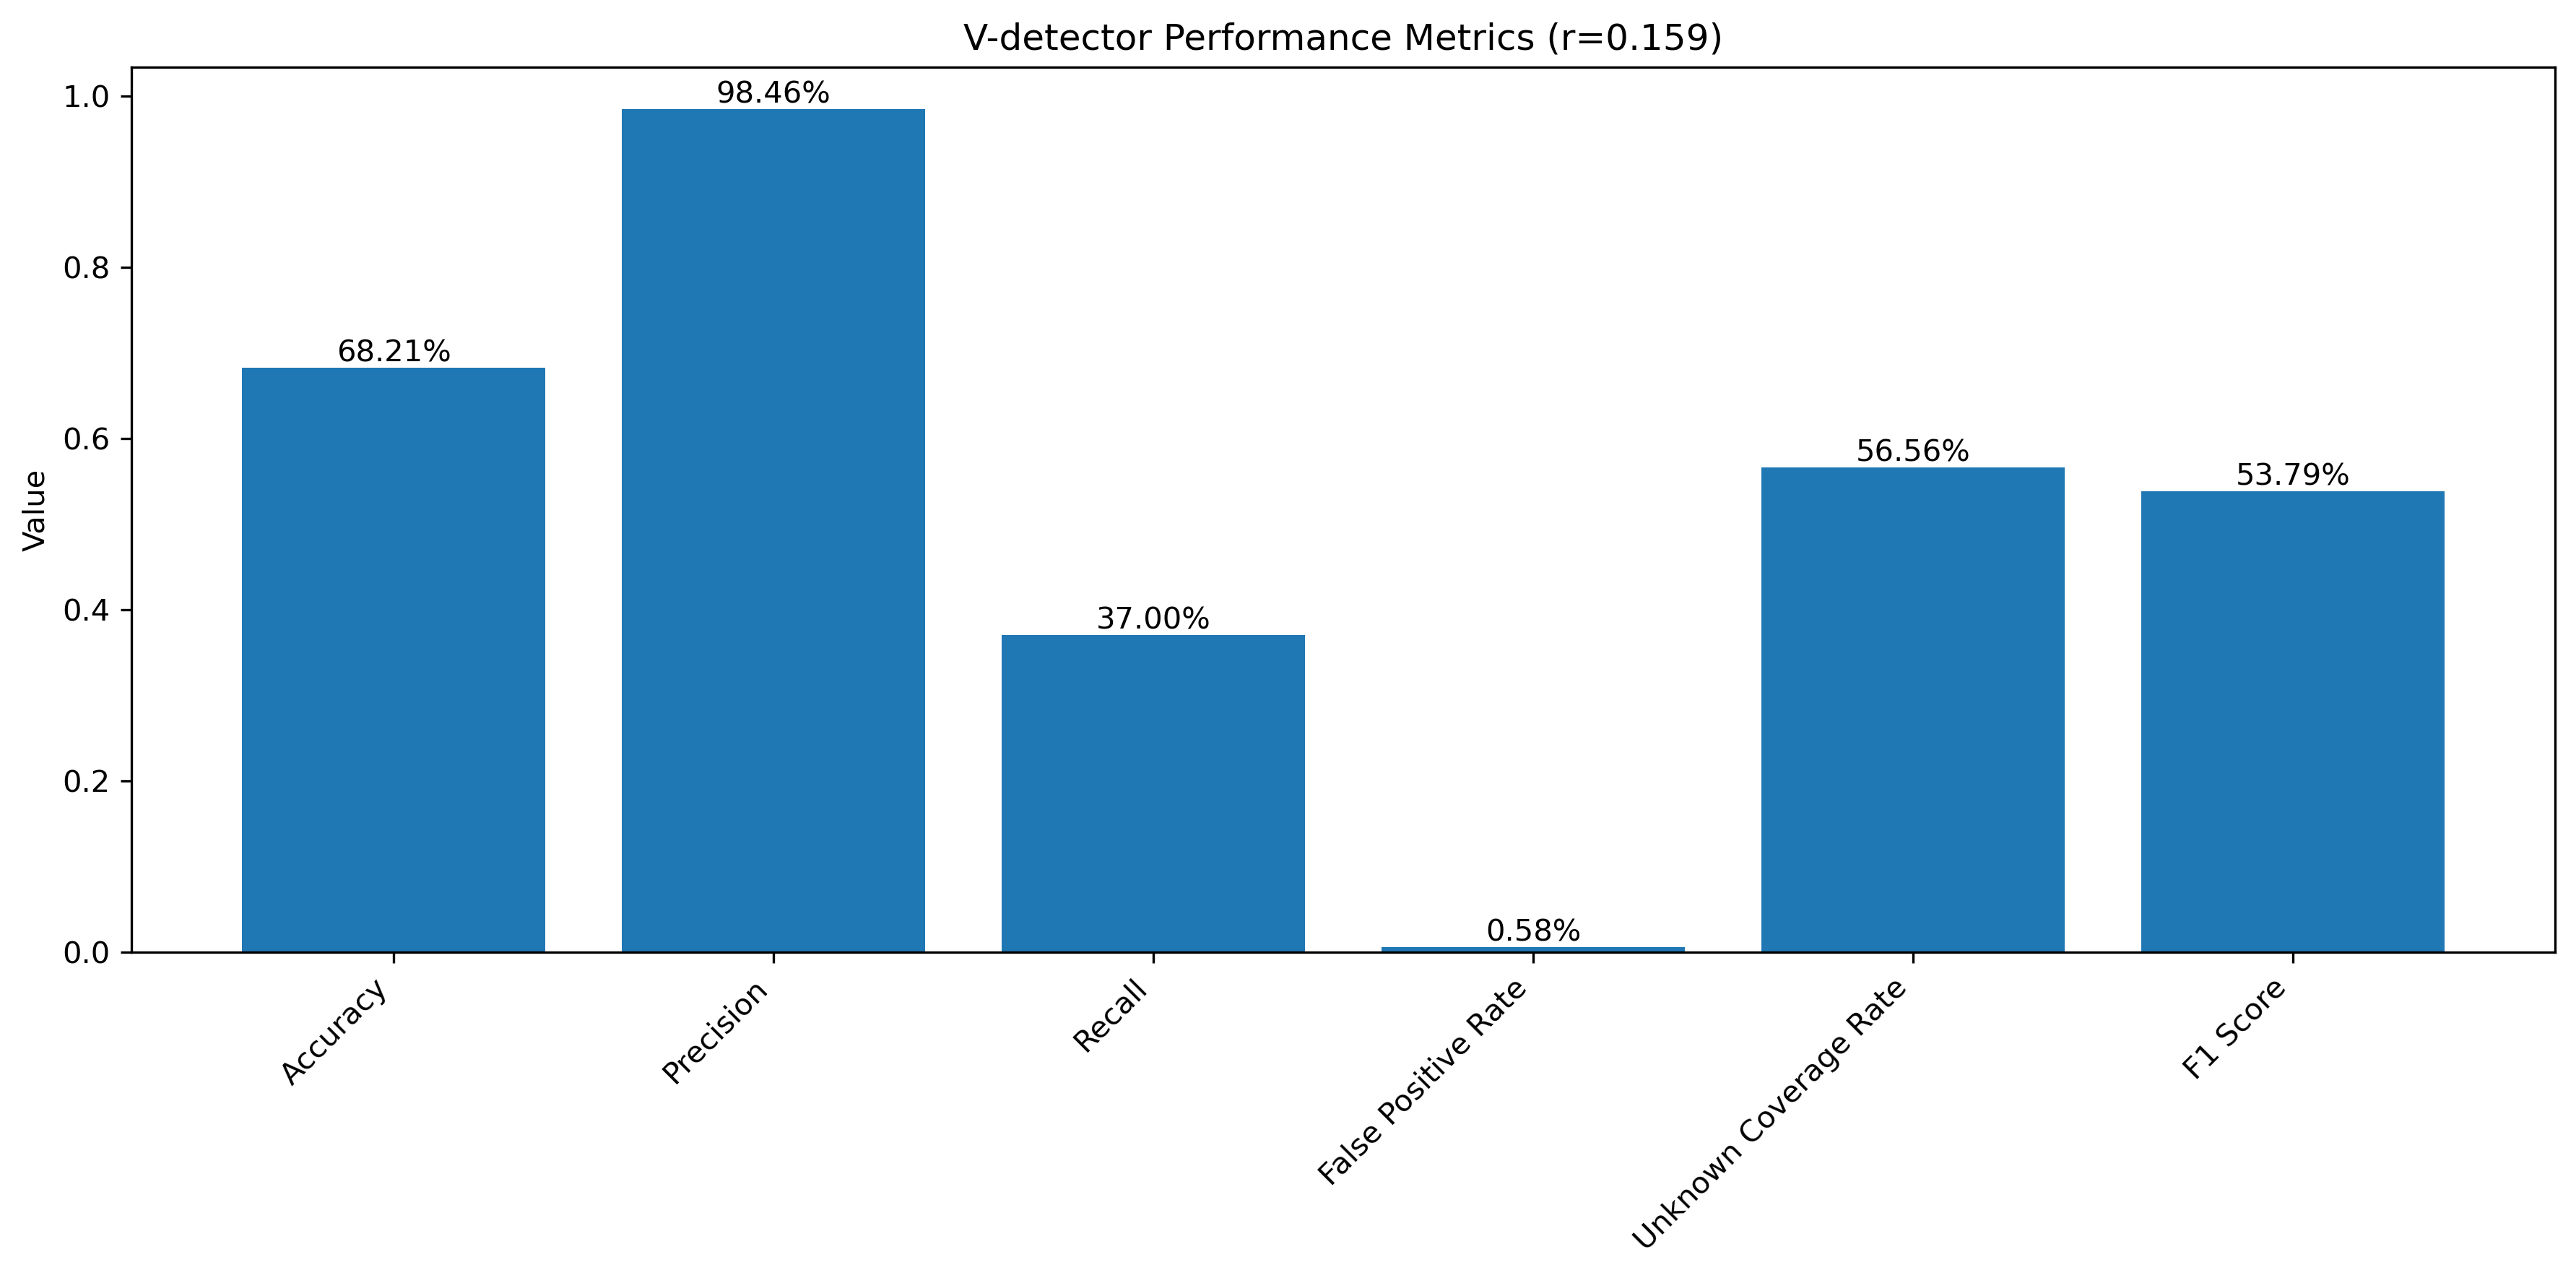 V-detector Performance Metrics (r=0.159)
Value
1.0
0.8
0.6
0.4
0.2
0.0
68.21%
98.46%
37.00%
0.58%
56.56%
53.79%
Accuracy
Precision
Recall
False Positive Rate
Unknown Coverage Rate
F1 Score